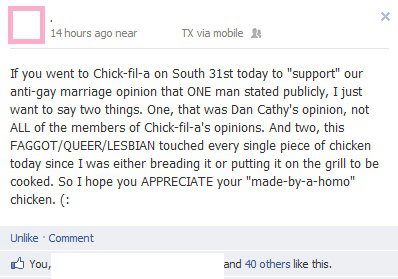 .
14 hours ago near TX via mobile
If you went to Chick-fil-a on South 31st today to "support" our
anti-gay marriage opinion that ONE man stated publicly, I just
want to say two things. One, that was Dan Cathy's opinion, not
ALL of the members of Chick-fil-a's opinions. And two, this
FAGGOT/QUEER/LESBIAN touched every single piece of chicken
today since I was either breading it or putting it on the grill to be
cooked. So I hope you APPRECIATE your "made-by-a-homo"
chicken. (:
Unlike · Comment
You, and 40 others like this.